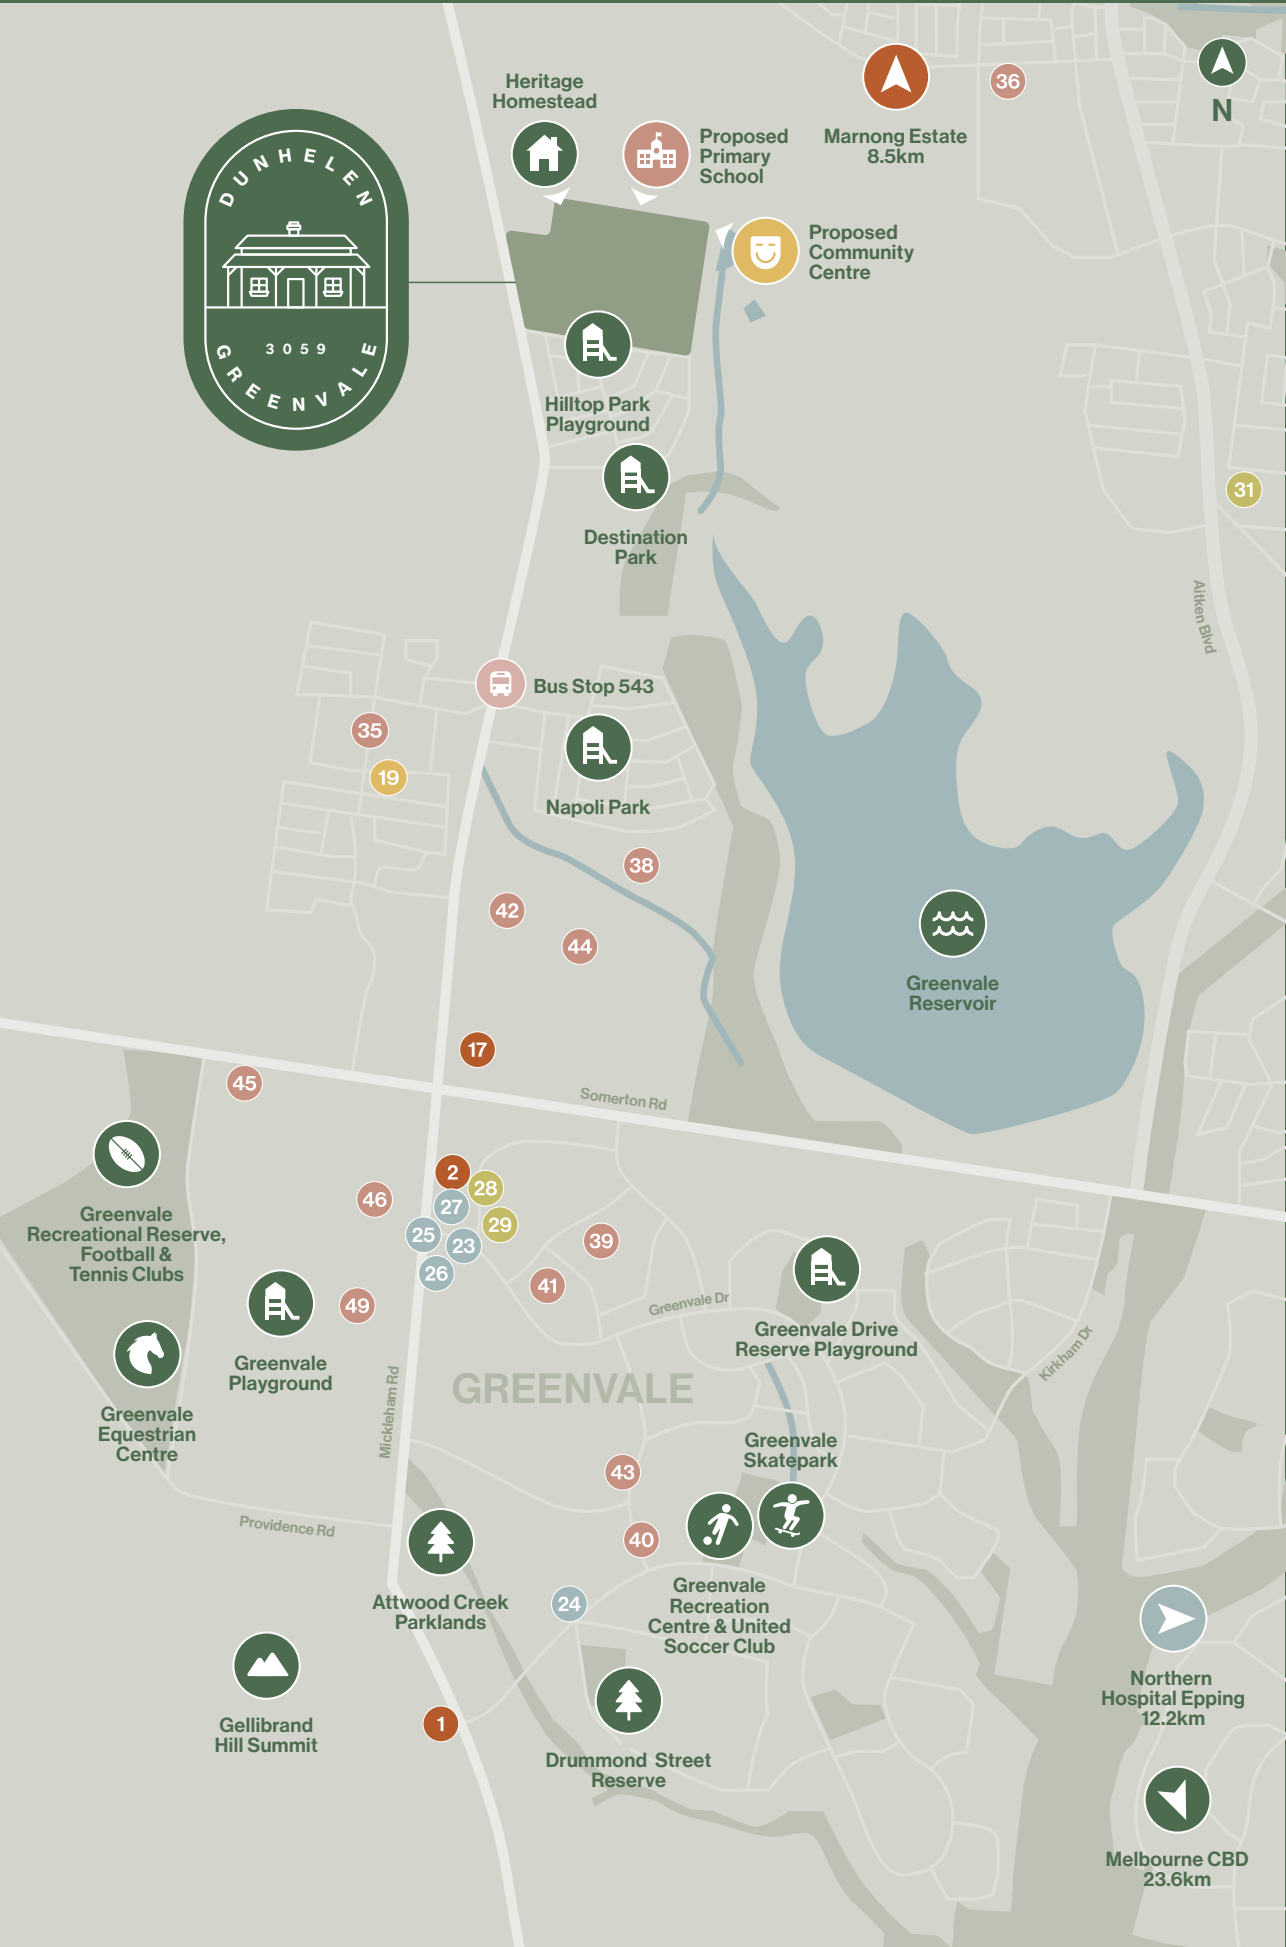 Heritage
Homestead
Proposed
Primary
School
Marnong Estate
8.5km
36
N
DUNHELEN
3059
GREENVALE
Proposed
Community
Centre
Hilltop Park
Playground
31
Destination
Park
Aitken Blvd
Bus Stop 543
35
19
Napoli Park
38
42
44
Greenvale
Reservoir
17
45
Somerton Rd
2
28
46
27
29
25
23
39
26
41
49
Greenvale
Recreational Reserve,
Football &
Tennis Clubs
Greenvale Dr
Greenvale Drive
Reserve Playground
Kirkham Dr
Greenvale
Playground
Mickleham Rd
GREENVALE
Greenvale
Equestrian
Centre
Greenvale
Skatepark
43
Providence Rd
40
Attwood Creek
Parklands
24
Greenvale
Recreation
Centre & United
Soccer Club
Northern
Hospital Epping
12.2km
Gellibrand
Hill Summit
1
Drummond Street
Reserve
Melbourne CBD
23.6km